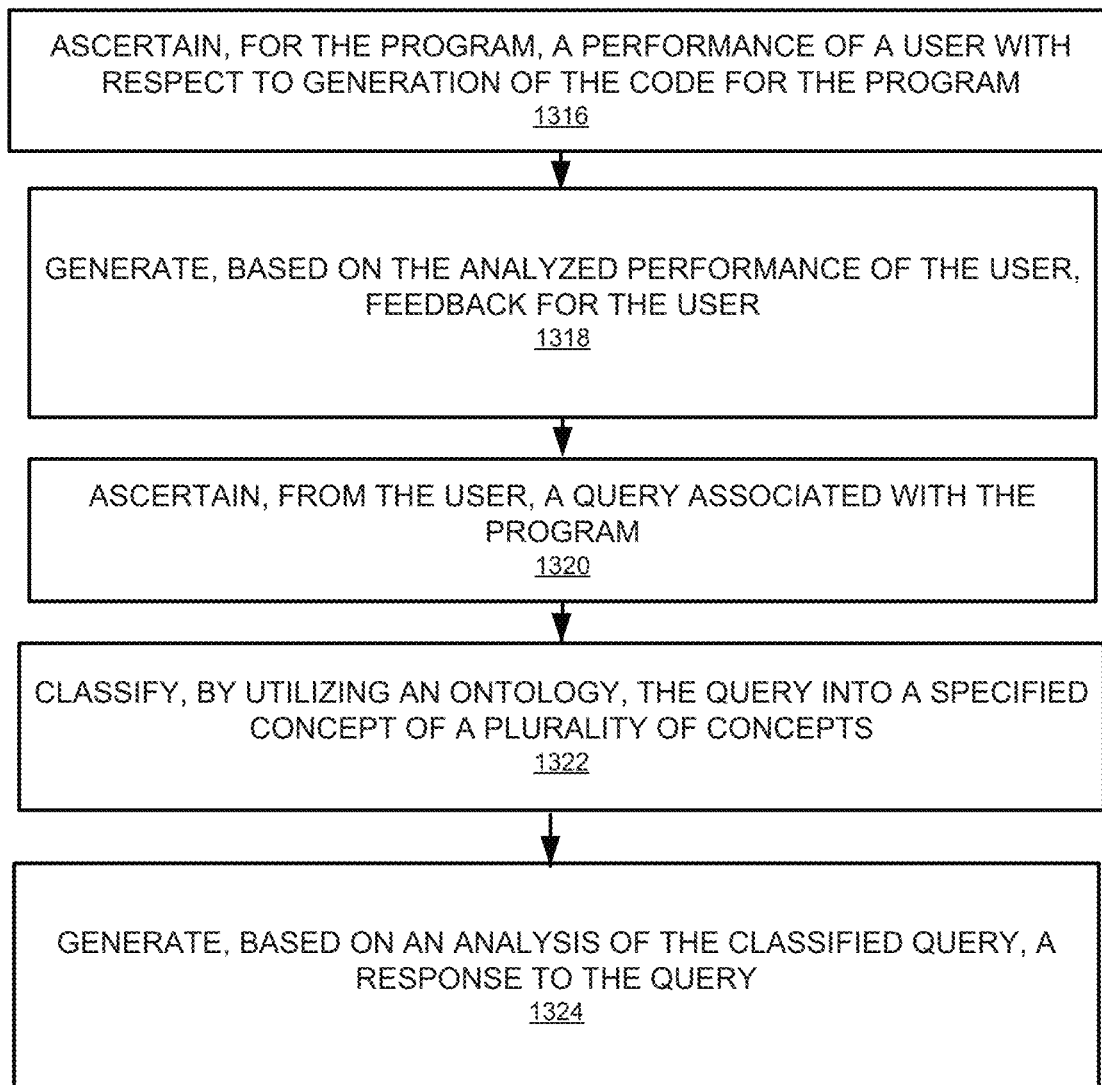 ASCERTAIN, FOR THE PROGRAM, A PERFORMANCE OF A USER WITH
RESPECT TO GENERATION OF THE CODE FOR THE PROGRAM
1316
GENERATE, BASED ON THE ANALYZED PERFORMANCE OF THE USER,
FEEDBACK FOR THE USER
1318
ASCERTAIN, FROM THE USER, A QUERY ASSOCIATED WITH THE
PROGRAM
1320
CLASSIFY, BY UTILIZING AN ONTOLOGY, THE QUERY INTO A SPECIFIED
CONCEPT OF A PLURALITY OF CONCEPTS
1322
GENERATE, BASED ON AN ANALYSIS OF THE CLASSIFIED QUERY, A
RESPONSE TO THE QUERY
1324